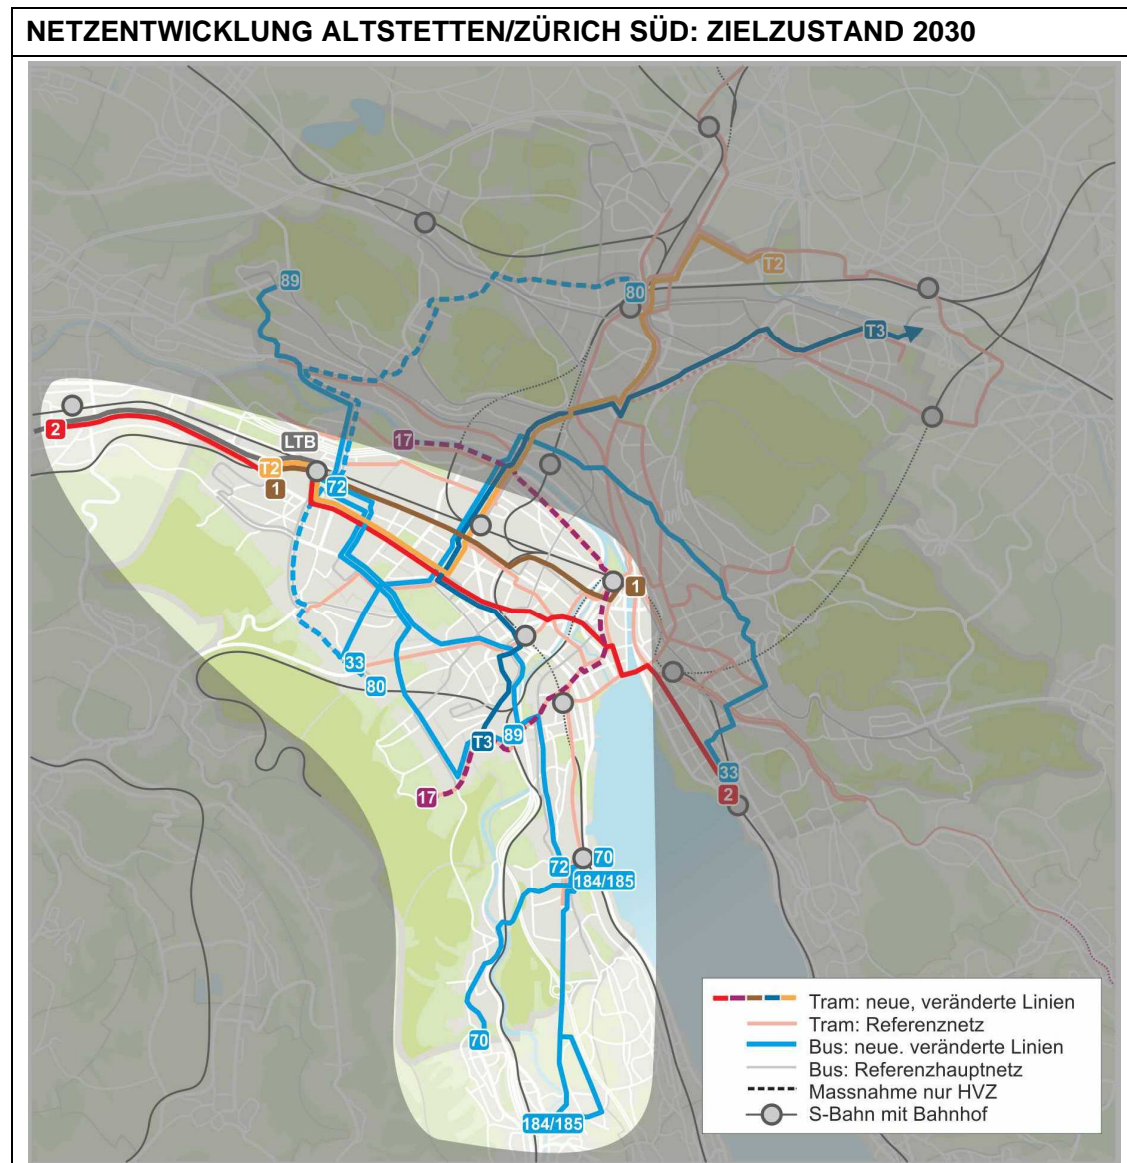 NETZENTWICKLUNG ALTSTETTEN/ZÜRICH SÜD: ZIELZUSTAND 2030
T2
89
80
T3
2
LTB
17
T2
72
1
1
33
80
T3
89
33
2
17
72
70
184/185
70
184/185
Tram: neue, veränderte Linien
Tram: Referenznetz
Bus: neue. veränderte Linien
Bus: Referenzhauptnetz
Massnahme nur HVZ
S-Bahn mit Bahnhof